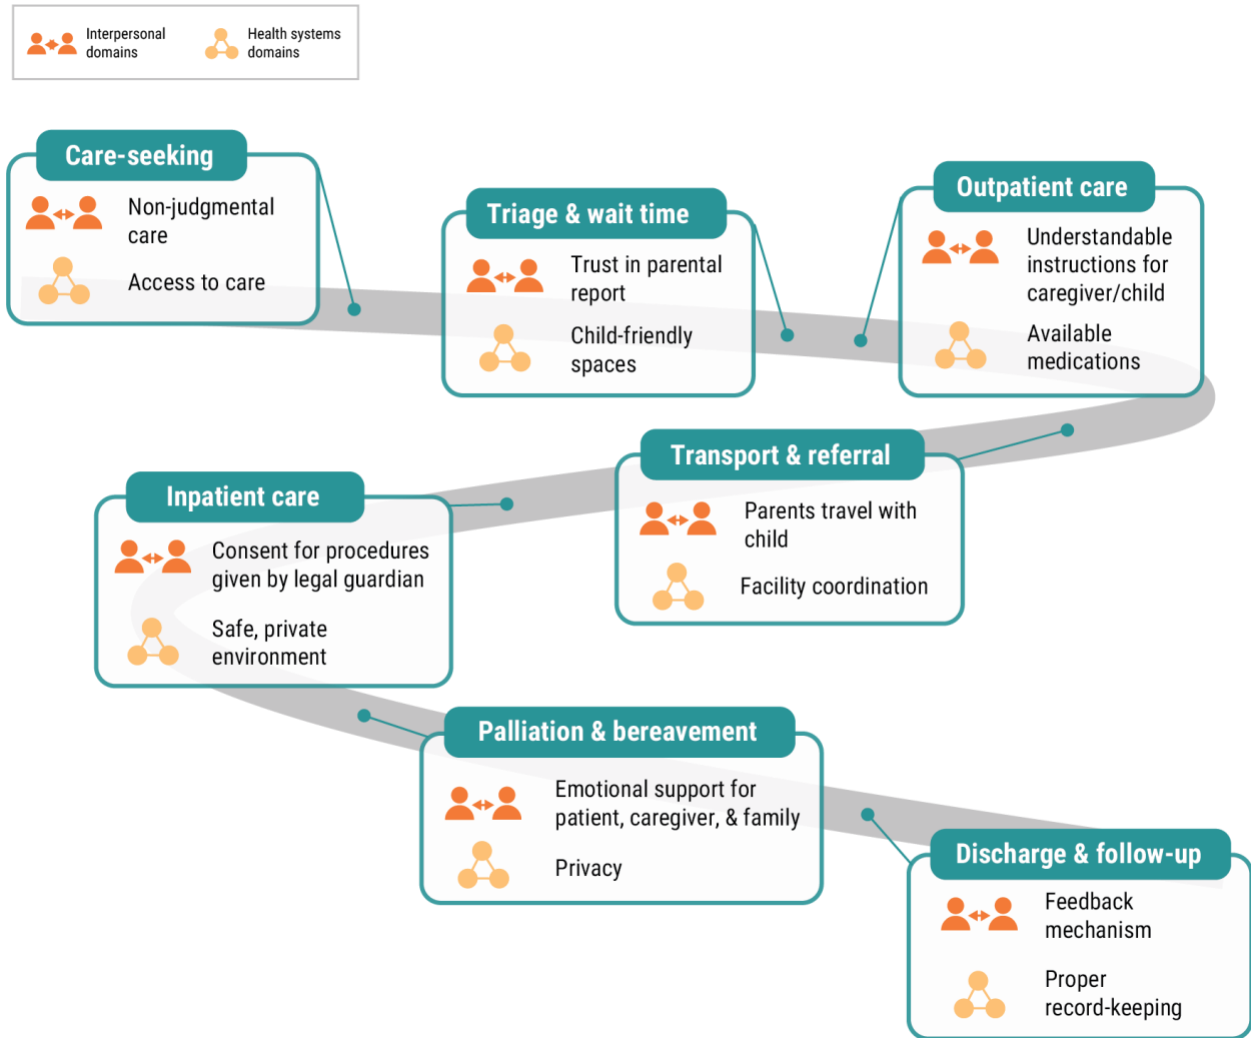 Interpersonal
domains
Health systems
domains
Care-seeking
Non-judgmental
care
Access to care
Triage & wait time
Trust in parental
report
Child-friendly
spaces
Outpatient care
Understandable
instructions for
caregiver/child
Available
medications
Transport & referral
Parents travel with
child
Facility coordination
Inpatient care
Consent for procedures
given by legal guardian
Safe, private
environment
Palliation & bereavement
Emotional support for
patient, caregiver, & family
Privacy
Discharge & follow-up
Feedback
mechanism
Proper
record-keeping